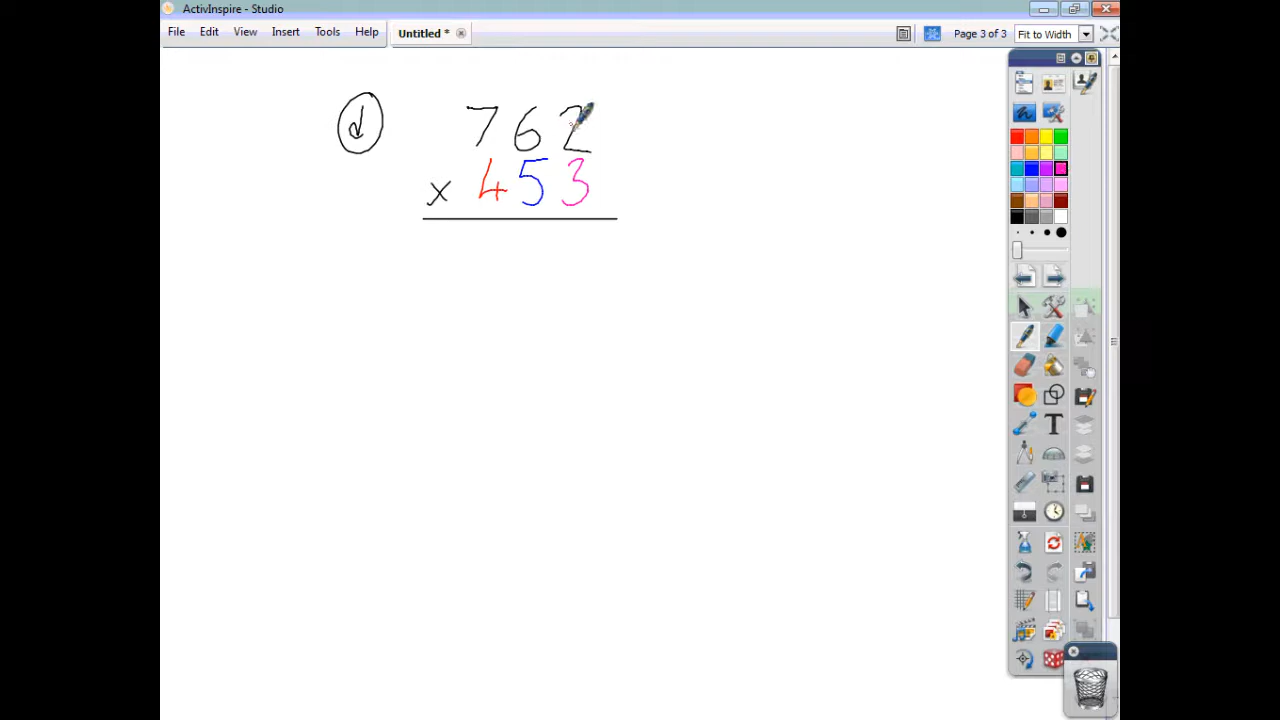 ActivInspire - Studio
File Edit View Insert Tools Help Untitled * Page 3 of 3 Fit to Width
d 762
x 453